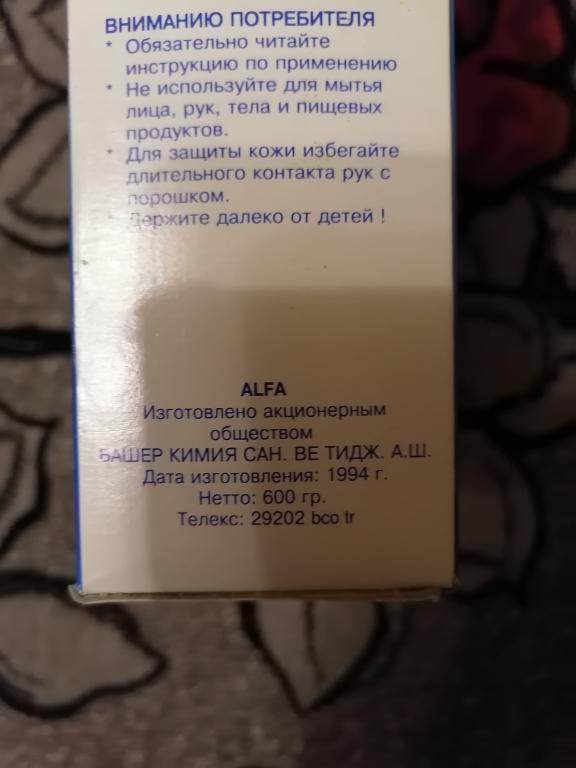 ВНИМАНИЮ ПОТРЕБИТЕЛЯ
* Обязательно читайте
инструкцию по применению
* Не используйте для мытья
лица, рук, тела и пищевых
продуктов.
* Для защиты кожи избегайте
длительного контакта рук с
порошком.
* Держите далеко от детей !
ALFA
Изготовлено акционерным
обществом
БАШЕР КИМИЯ САН. ВЕ ТИДЖ. А.Ш.
Дата изготовления: 1994 г.
Нетто: 600 гр.
Телекс: 29202 bco tr